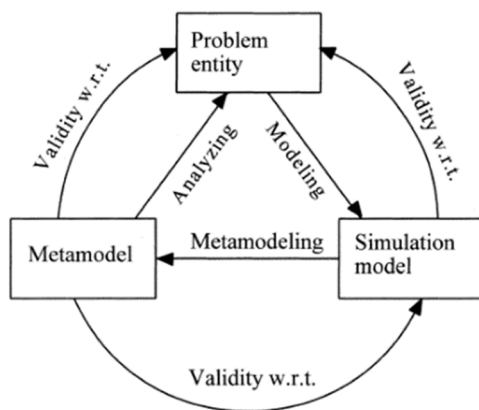 Problem
entity
Validity w.r.t.
Validity w.r.t.
Analyzing
Modeling
Metamodel
Metamodeling
Simulation
model
Validity w.r.t.